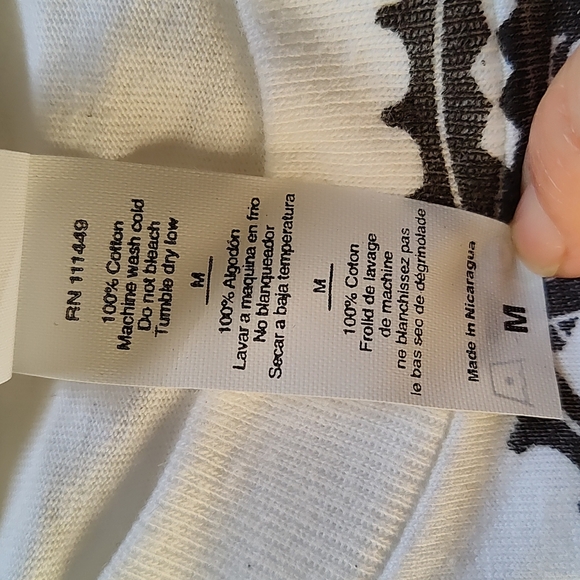 RN 111449
100% Cotton
Machine wash cold
Do not bleach
Tumble dry low
M
100% Algodón
Lavar a maquina en frio
No blanqueador
Secar a baja temperatura
M
100% Coton
Froid de lavage
de machine
ne blanchissez pas
le bas sec de dégringolade
Made in Nicaragua
M